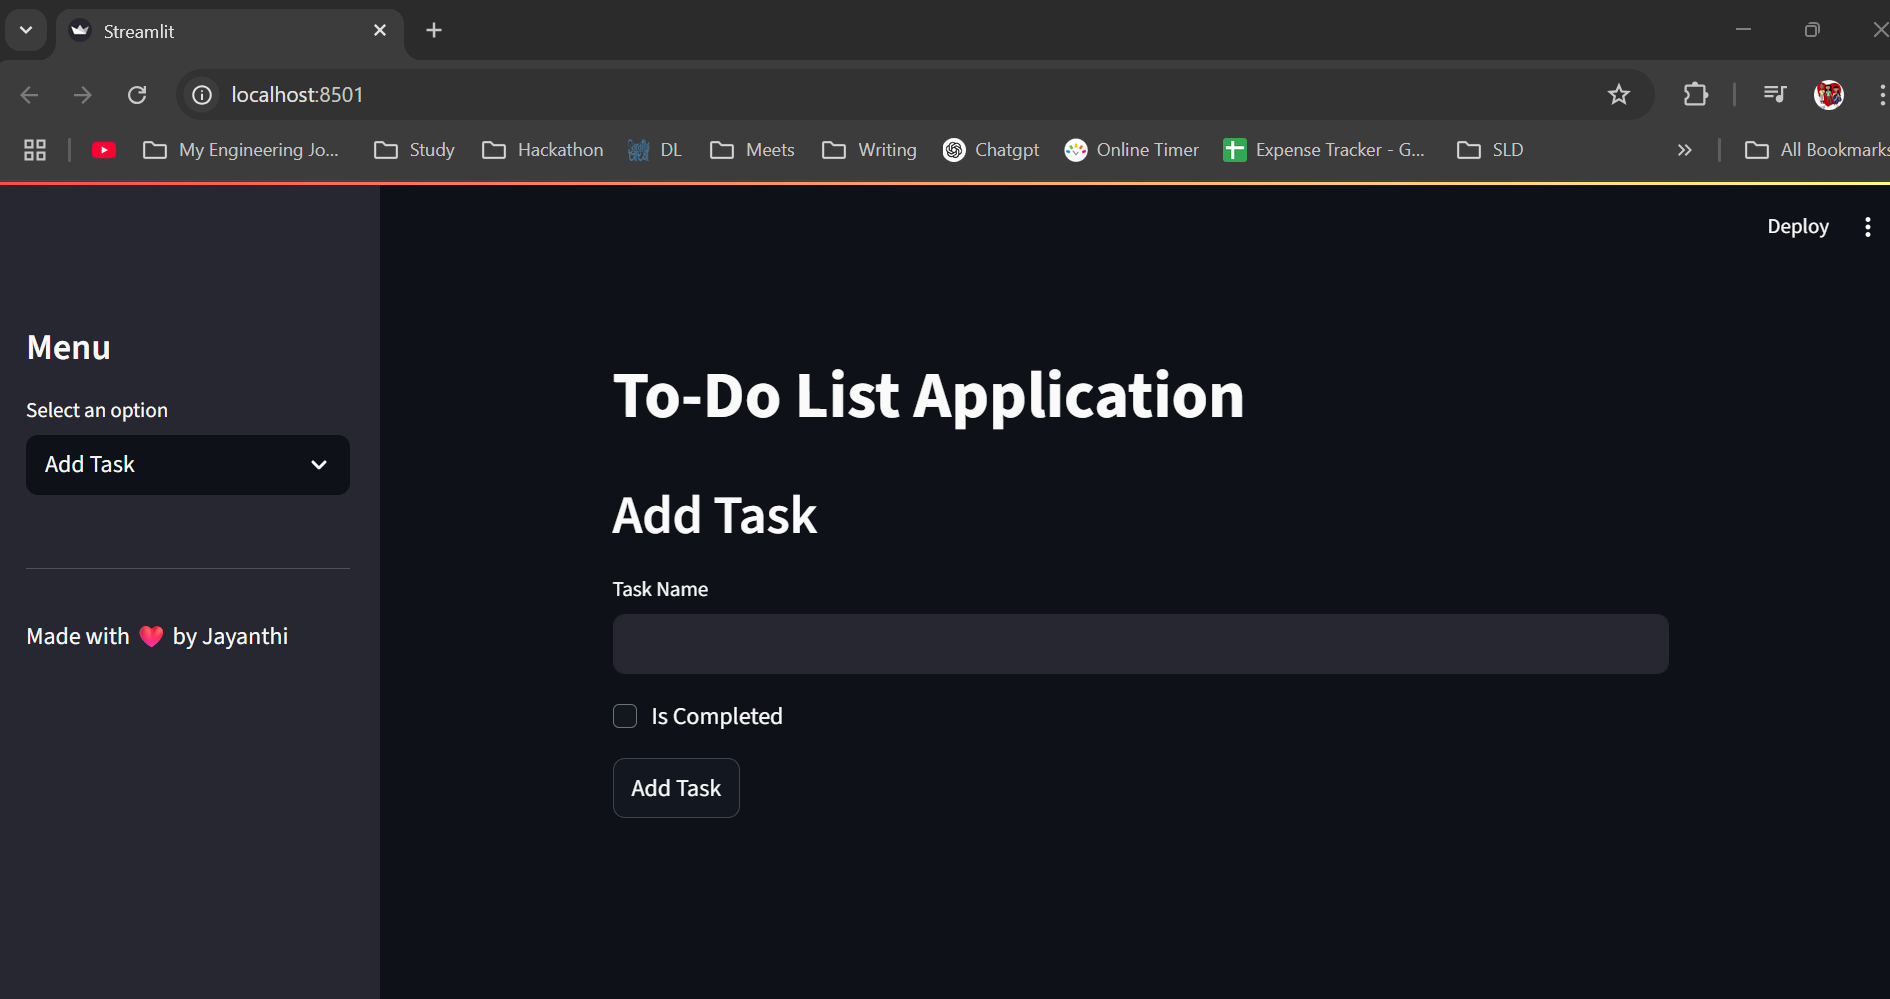 Streamlit
localhost:8501
My Engineering Jo... Study Hackathon DL Meets Writing Chatgpt Online Timer Expense Tracker - G... SLD All Bookmarks
Deploy
Menu
Select an option
Add Task
Made with ❤️ by Jayanthi
To-Do List Application
Add Task
Task Name
Is Completed
Add Task